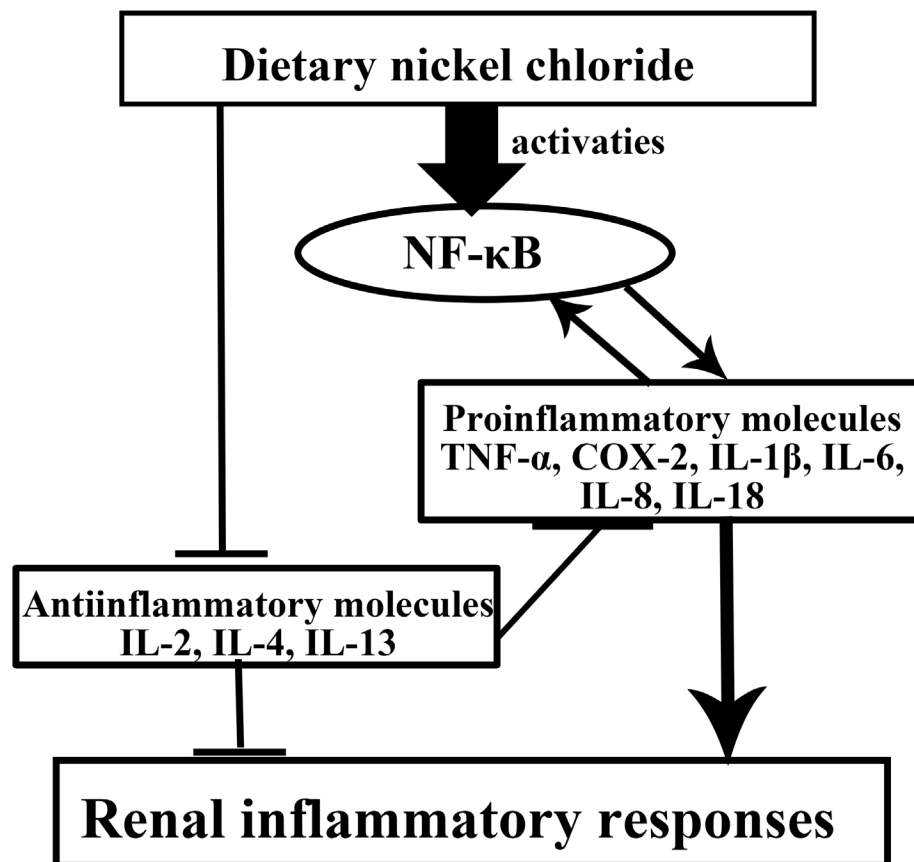 Dietary nickel chloride
activaties
NF-κB
Proinflammatory molecules
TNF-α, COX-2, IL-1β, IL-6,
IL-8, IL-18
Antiinflammatory molecules
IL-2, IL-4, IL-13
Renal inflammatory responses